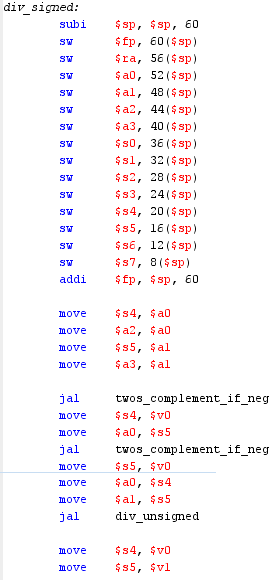 div_signed:
subi $sp, $sp, 60
sw $fp, 60($sp)
sw $ra, 56($sp)
sw $a0, 52($sp)
sw $a1, 48($sp)
sw $a2, 44($sp)
sw $a3, 40($sp)
sw $s0, 36($sp)
sw $s1, 32($sp)
sw $s2, 28($sp)
sw $s3, 24($sp)
sw $s4, 20($sp)
sw $s5, 16($sp)
sw $s6, 12($sp)
sw $s7, 8($sp)
addi $fp, $sp, 60
move $s4, $a0
move $a2, $a0
move $s5, $a1
move $a3, $a1
jal twos_complement_if_neg
move $s4, $v0
move $a0, $s5
jal twos_complement_if_neg
move $s5, $v0
move $a0, $s4
move $a1, $s5
jal div_unsigned
move $s4, $v0
move $s5, $v1